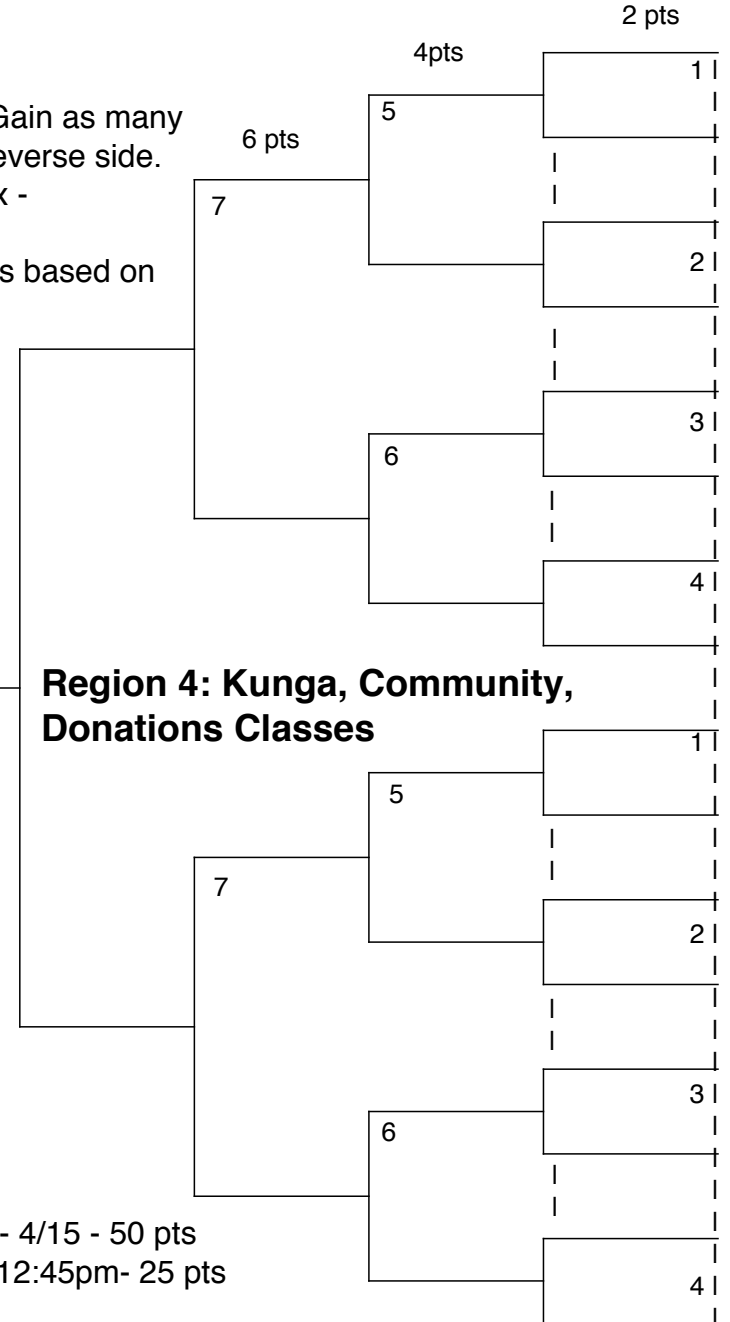 2 pts
4pts
1
Gain as many
5
6 pts
everse side.
x -
7
2
s based on
3
6
4
Region 4: Kunga, Community,
Donations Classes
1
5
7
2
3
6
- 4/15 - 50 pts
12:45pm- 25 pts
4